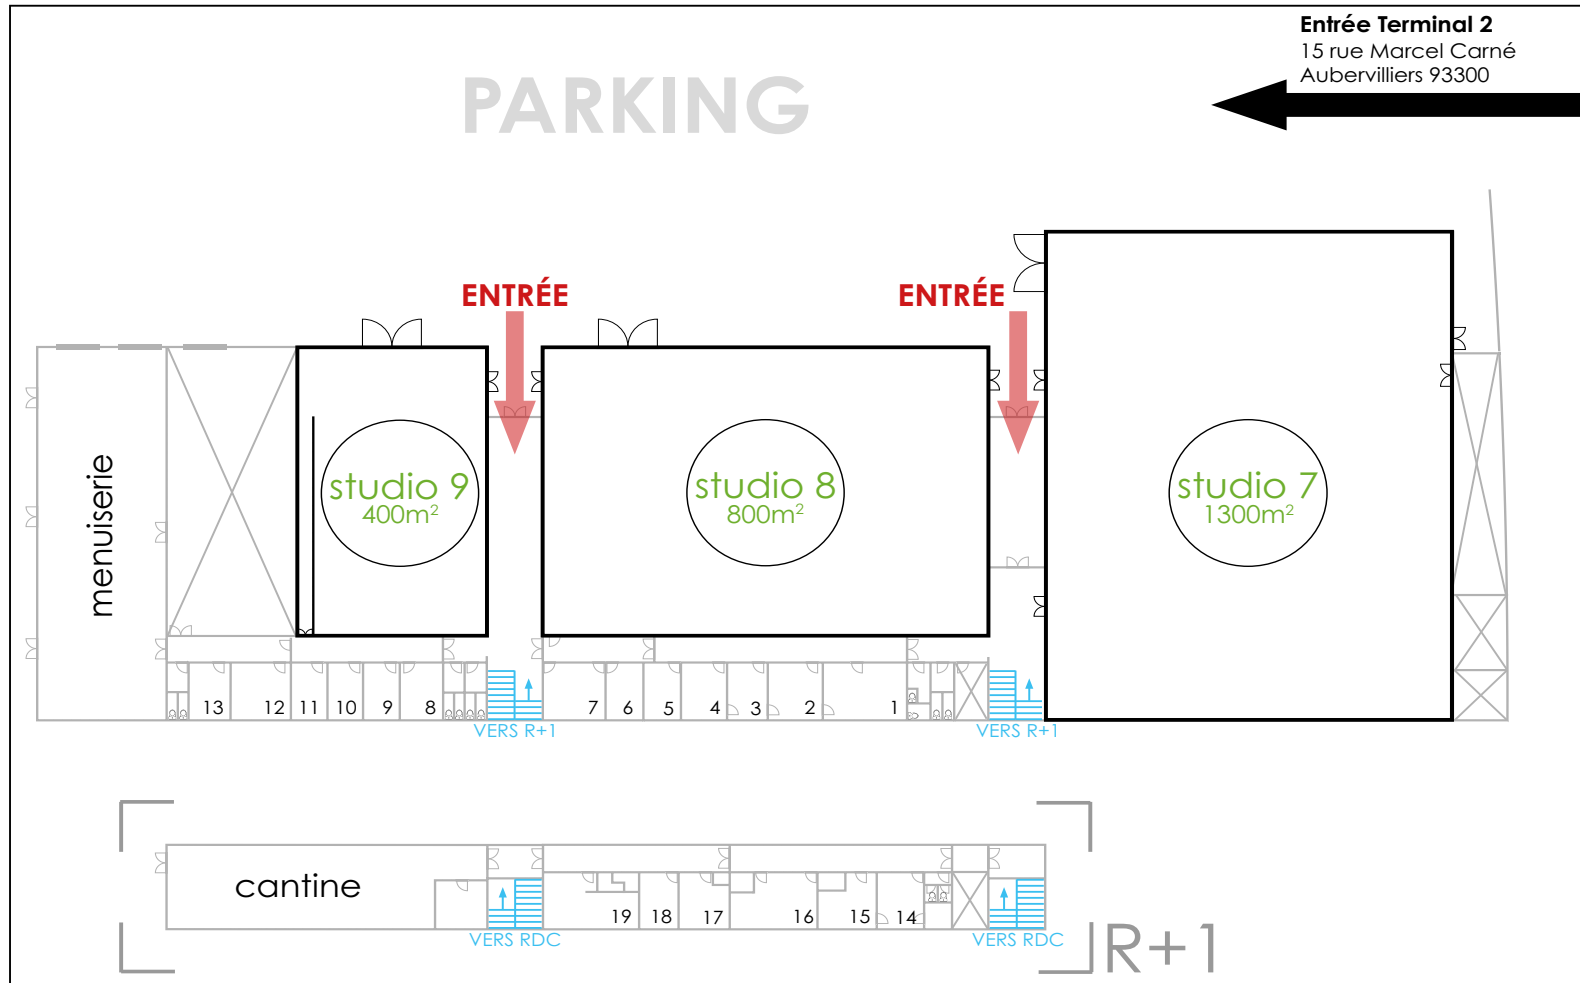 Entrée Terminal 2
15 rue Marcel Carné
Aubervilliers 93300
PARKING
ENTRÉE
ENTRÉE
menuiserie
studio 9
400m²
studio 8
800m²
studio 7
1300m²
13 12 11 10 9 8 7 6 5 4 3 2 1
VERS R+1
VERS R+1
cantine
19 18 17 16 15 14
VERS RDC
VERS RDC
R+1